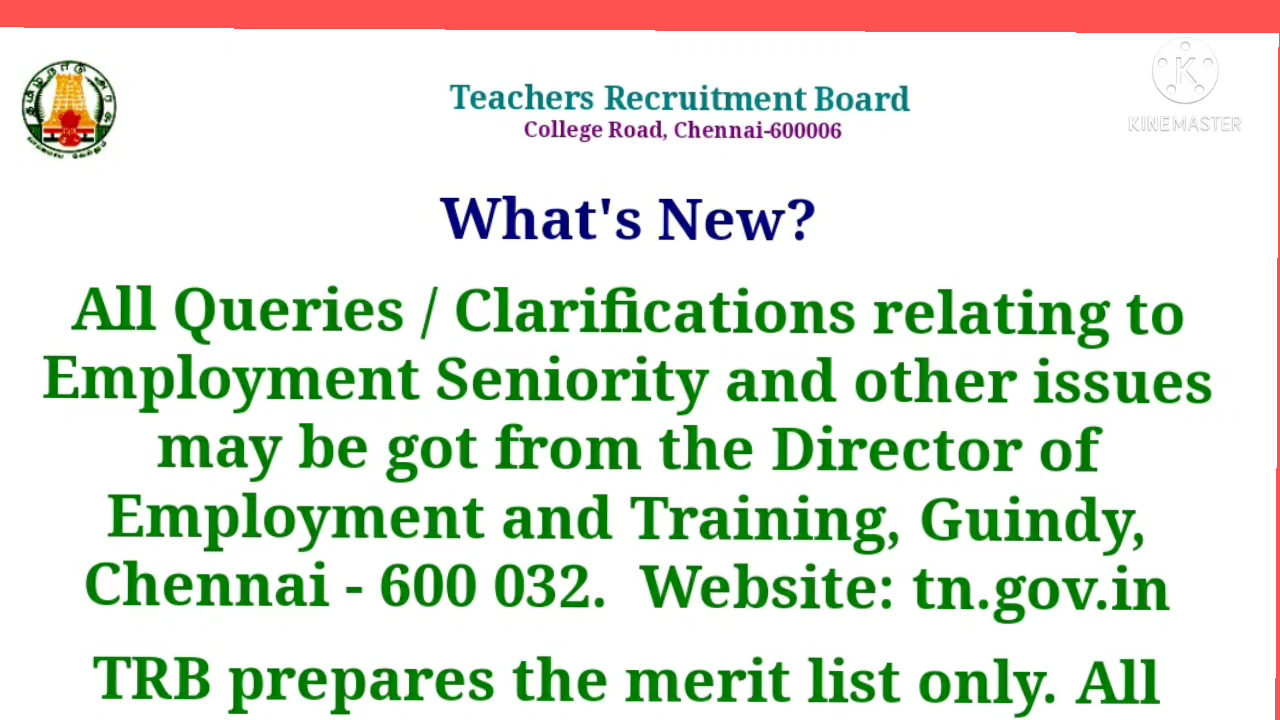 தமிழ்நாடு அரசு
வாய்மையே வெல்லும்
Teachers Recruitment Board
College Road, Chennai-600006
K
KINEMASTER
What's New?
All Queries / Clarifications relating to
Employment Seniority and other issues
may be got from the Director of
Employment and Training, Guindy,
Chennai - 600 032.  Website: tn.gov.in
TRB prepares the merit list only. All